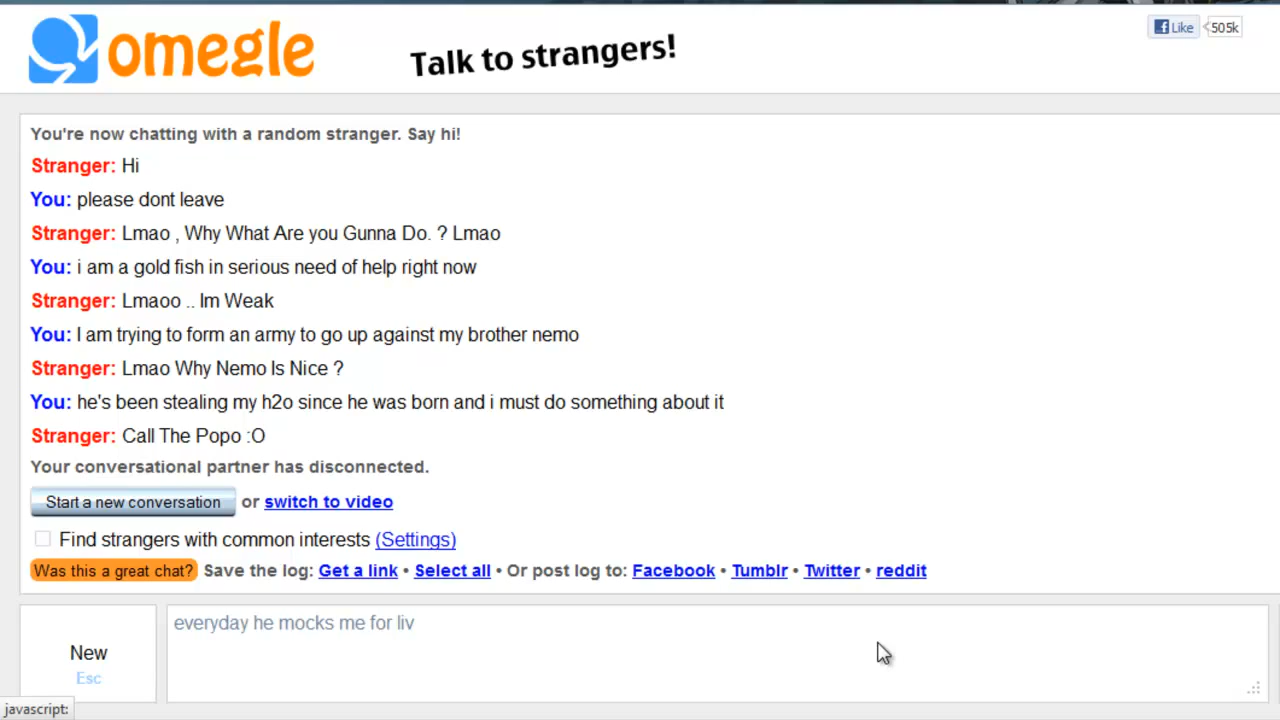 omegle
Talk to strangers!
Like 505k
You're now chatting with a random stranger. Say hi!
Stranger: Hi
You: please dont leave
Stranger: Lmao , Why What Are you Gunna Do. ? Lmao
You: i am a gold fish in serious need of help right now
Stranger: Lmaoo .. Im Weak
You: I am trying to form an army to go up against my brother nemo
Stranger: Lmao Why Nemo Is Nice ?
You: he's been stealing my h2o since he was born and i must do something about it
Stranger: Call The Popo :O
Your conversational partner has disconnected.
Start a new conversation or switch to video
Find strangers with common interests (Settings)
Was this a great chat? Save the log: Get a link • Select all • Or post log to: Facebook • Tumblr • Twitter • reddit
everyday he mocks me for liv
New
Esc
javascript: